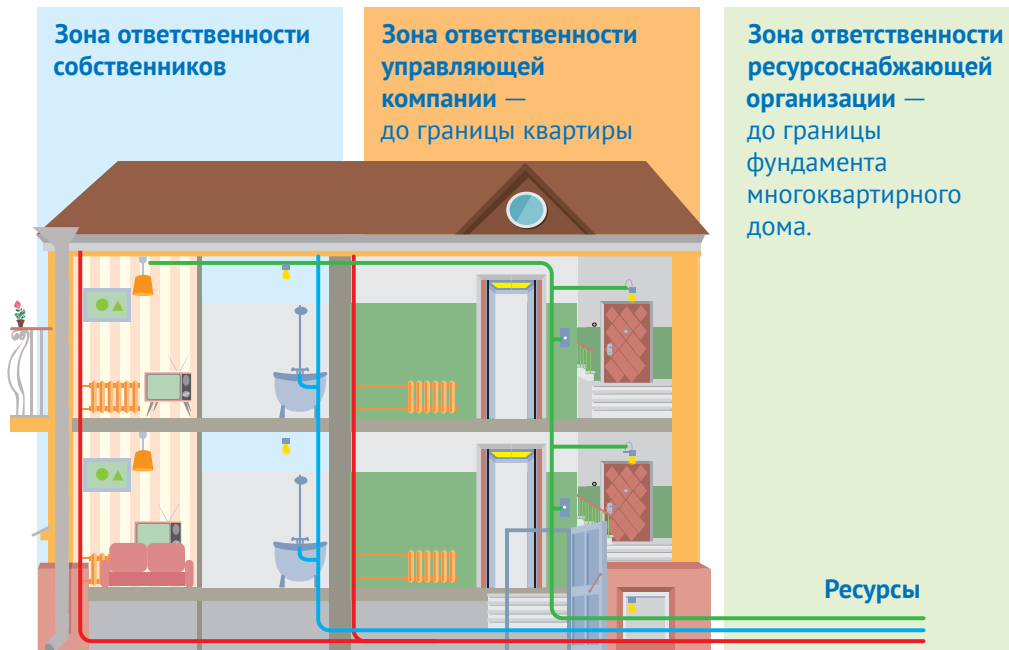 Зона ответственности
собственников
Зона ответственности
управляющей
компании —
до границы квартиры
Зона ответственности
ресурсоснабжающей
организации —
до границы
фундамента
многоквартирного
дома.
Ресурсы